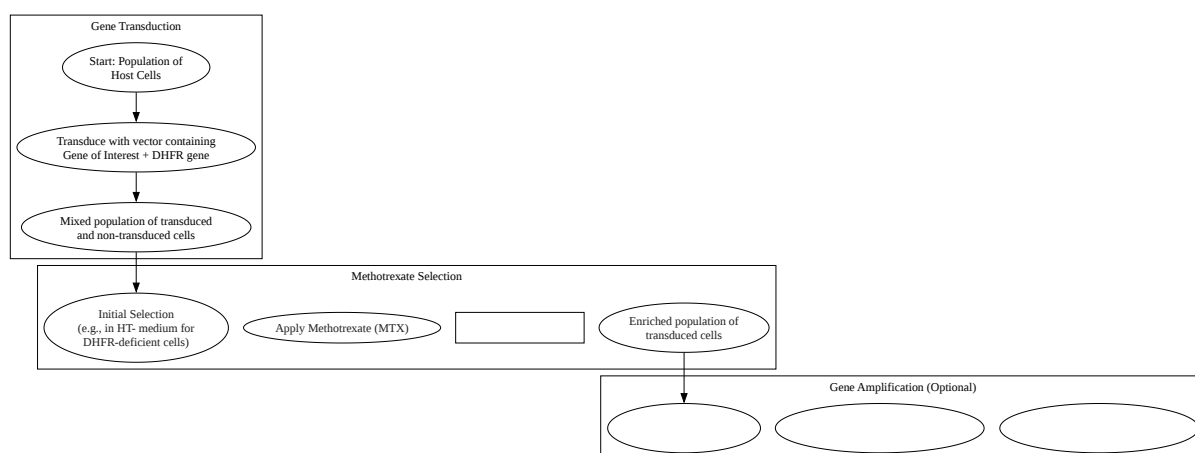 Gene Transduction
Start: Population of
Host Cells
Transduce with vector containing
Gene of Interest + DHFR gene
Mixed population of transduced
and non-transduced cells
Methotrexate Selection
Initial Selection
(e.g., in HT- medium for
DHFR-deficient cells)
Apply Methotrexate (MTX)
Enriched population of
transduced cells
Gene Amplification (Optional)